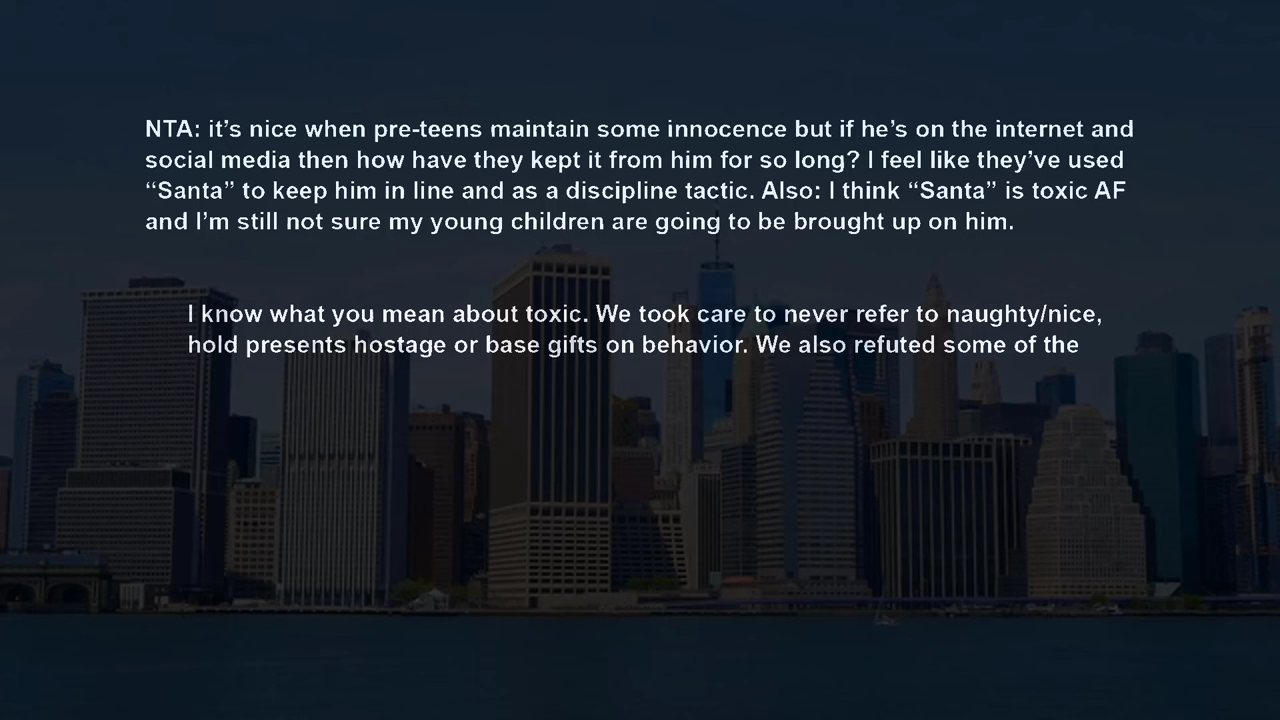 NTA: it’s nice when pre-teens maintain some innocence but if he’s on the internet and
social media then how have they kept it from him for so long? I feel like they’ve used
“Santa” to keep him in line and as a discipline tactic. Also: I think “Santa” is toxic AF
and I’m still not sure my young children are going to be brought up on him.
I know what you mean about toxic. We took care to never refer to naughty/nice,
hold presents hostage or base gifts on behavior. We also refuted some of the